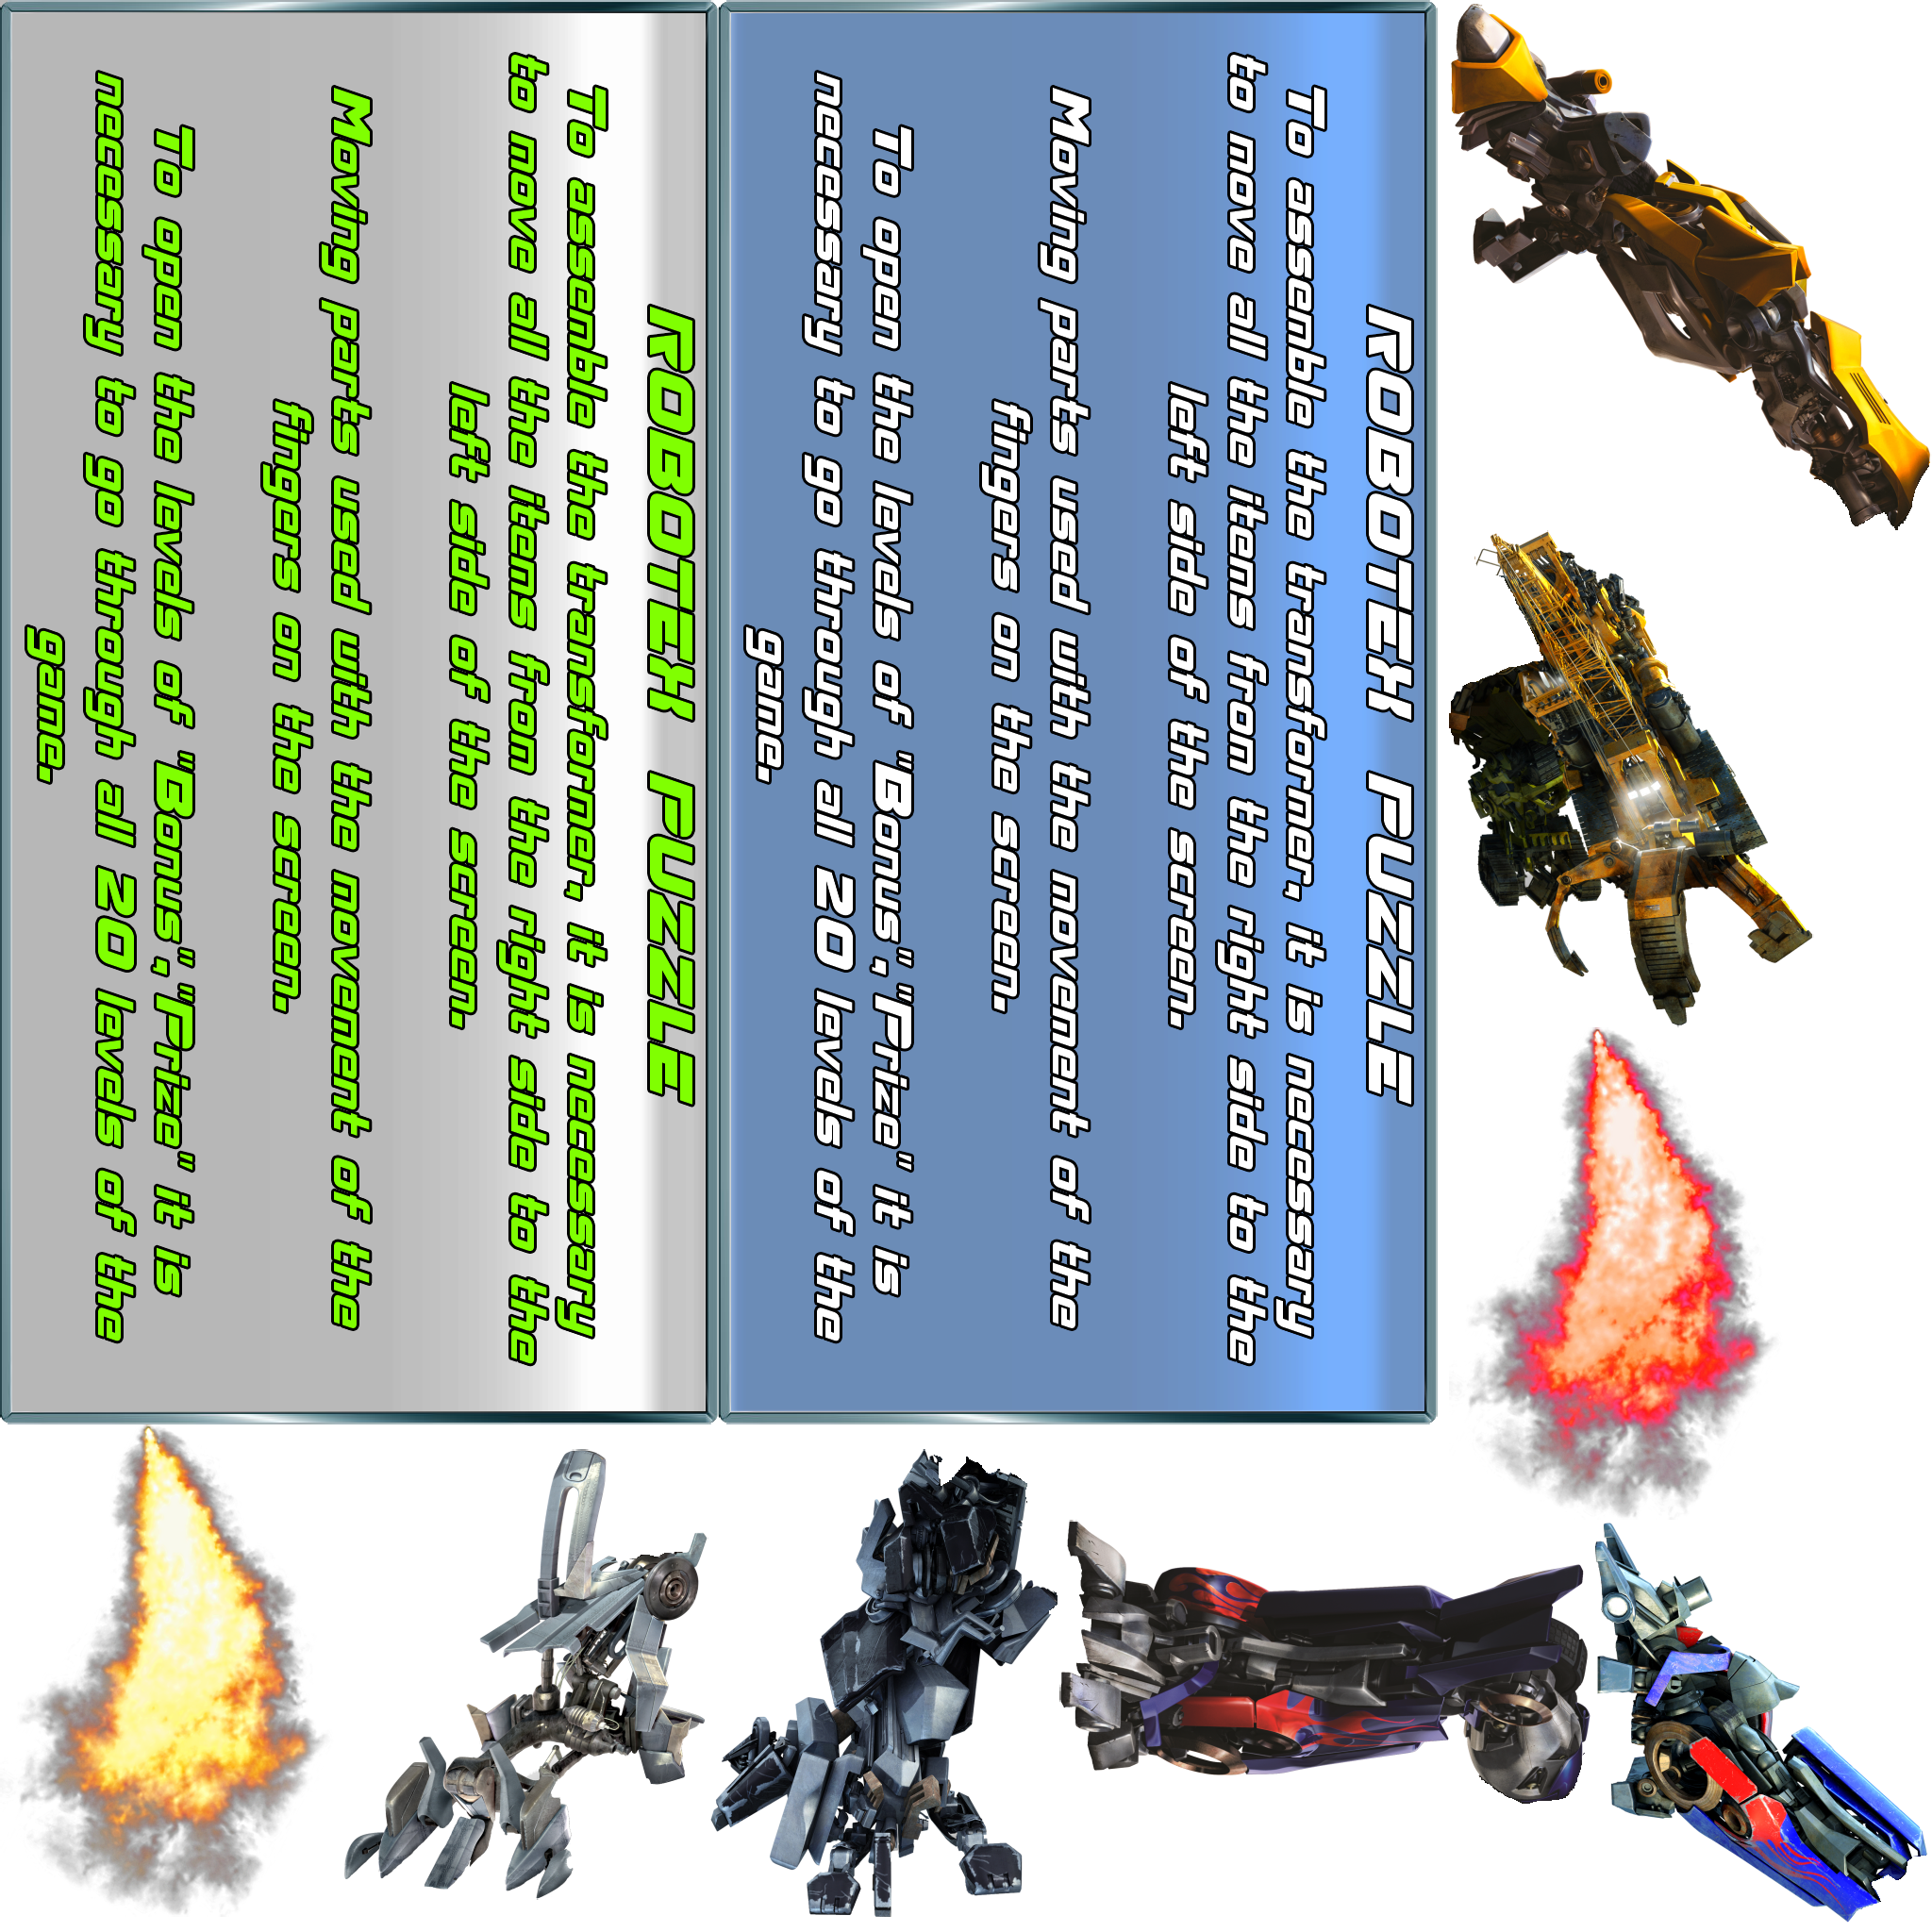 ROBOTEX PUZZLE
To assemble the transformer, it is necessary
to move all the items from the right side to the
left side of the screen.
Moving parts used with the movement of the
fingers on the screen.
To open the levels of "Bonus","Prize" it is
necessary to go through all 20 levels of the
game.
ROBOTEX PUZZLE
To assemble the transformer, it is necessary
to move all the items from the right side to the
left side of the screen.
Moving parts used with the movement of the
fingers on the screen.
To open the levels of "Bonus","Prize" it is
necessary to go through all 20 levels of the
game.